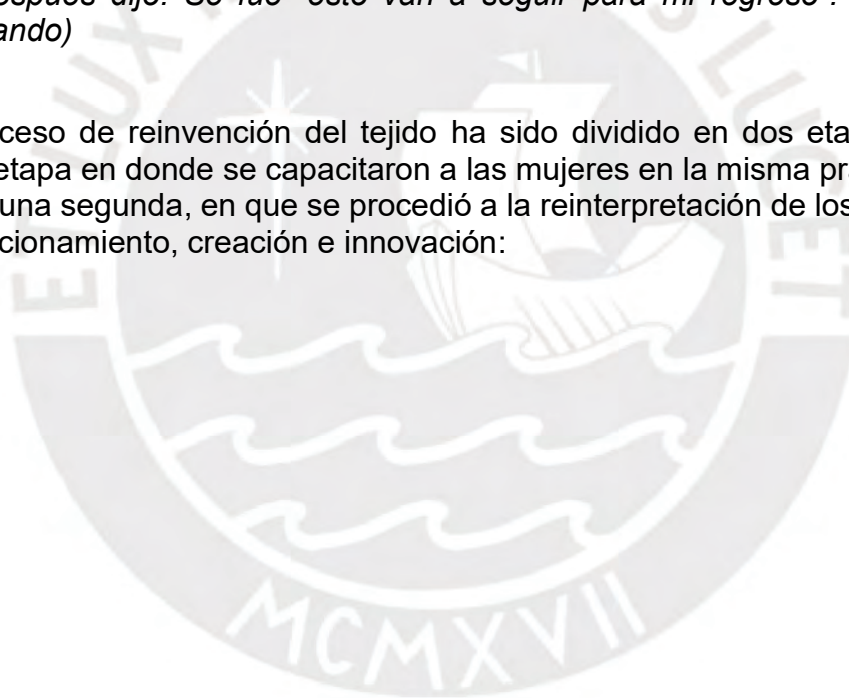 después dijo. Se fue "esto van a seguir para mi regreso".
ando)
ceso de reinvención del tejido ha sido dividido en dos eta
etapa en donde se capacitaron a las mujeres en la misma pr
una segunda, en que se procedió a la reinterpretación de los
cionamiento, creación e innovación:
MCMXVII